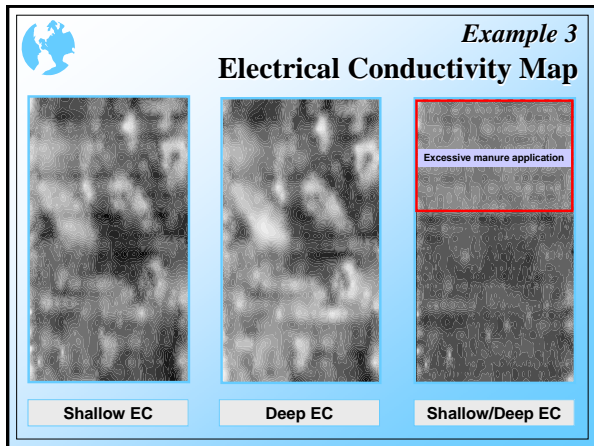 Example 3
Electrical Conductivity Map
Excessive manure application
Shallow EC
Deep EC
Shallow/Deep EC